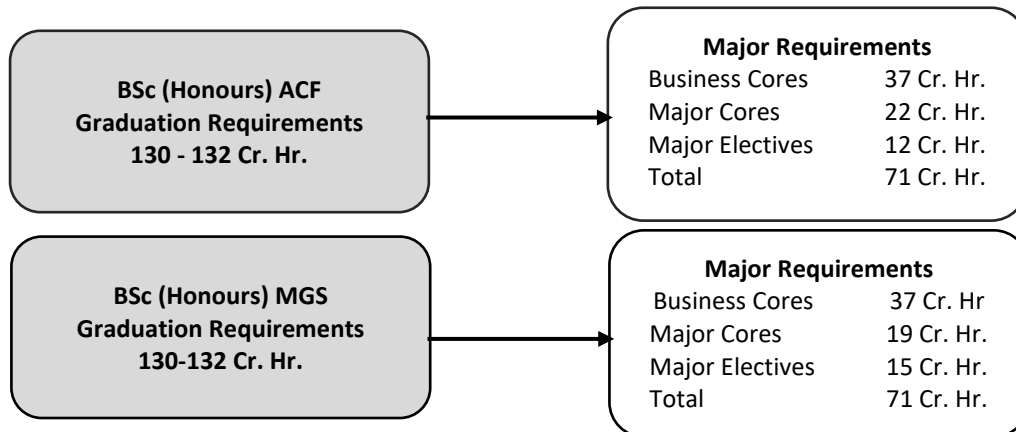 BSc (Honours) ACF
Graduation Requirements
130 - 132 Cr. Hr.
Major Requirements
Business Cores 37 Cr. Hr.
Major Cores 22 Cr. Hr.
Major Electives 12 Cr. Hr.
Total 71 Cr. Hr.
BSc (Honours) MGS
Graduation Requirements
130-132 Cr. Hr.
Major Requirements
Business Cores 37 Cr. Hr
Major Cores 19 Cr. Hr.
Major Electives 15 Cr. Hr.
Total 71 Cr. Hr.